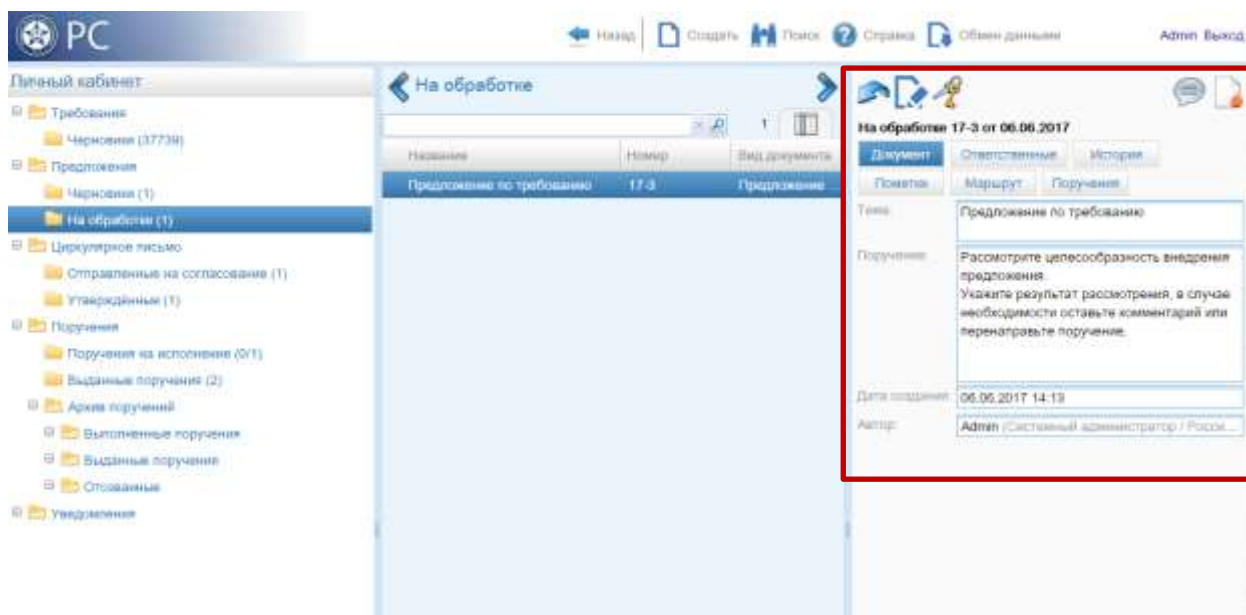 РС
Назад Создать Поиск Справка Обмен данными Admin Выход
Личный кабинет
Требования
Черновики (37739)
Предложения
Черновики (1)
На обработке (1)
Циркулярное письмо
Отправленные на согласование (1)
Утверждённые (1)
Поручения
Поручения на исполнение (0/1)
Выданные поручения (2)
Архив поручений
Выполненные поручения
Выданные поручения
Отозванные
Уведомления
На обработке
1
Название Номер Вид документа
Предложение по требованию 17-3 Предложение ...
На обработке 17-3 от 06.06.2017
Документ Ответственные История
Пометки Маршрут Поручения
Тема: Предложение по требованию
Поручение: Рассмотрите целесообразность внедрения
предложения.
Укажите результат рассмотрения, в случае
необходимости оставьте комментарий или
перенаправьте поручение.
Дата создания: 06.06.2017 14:13
Автор: Admin (Системный администратор / Росси...